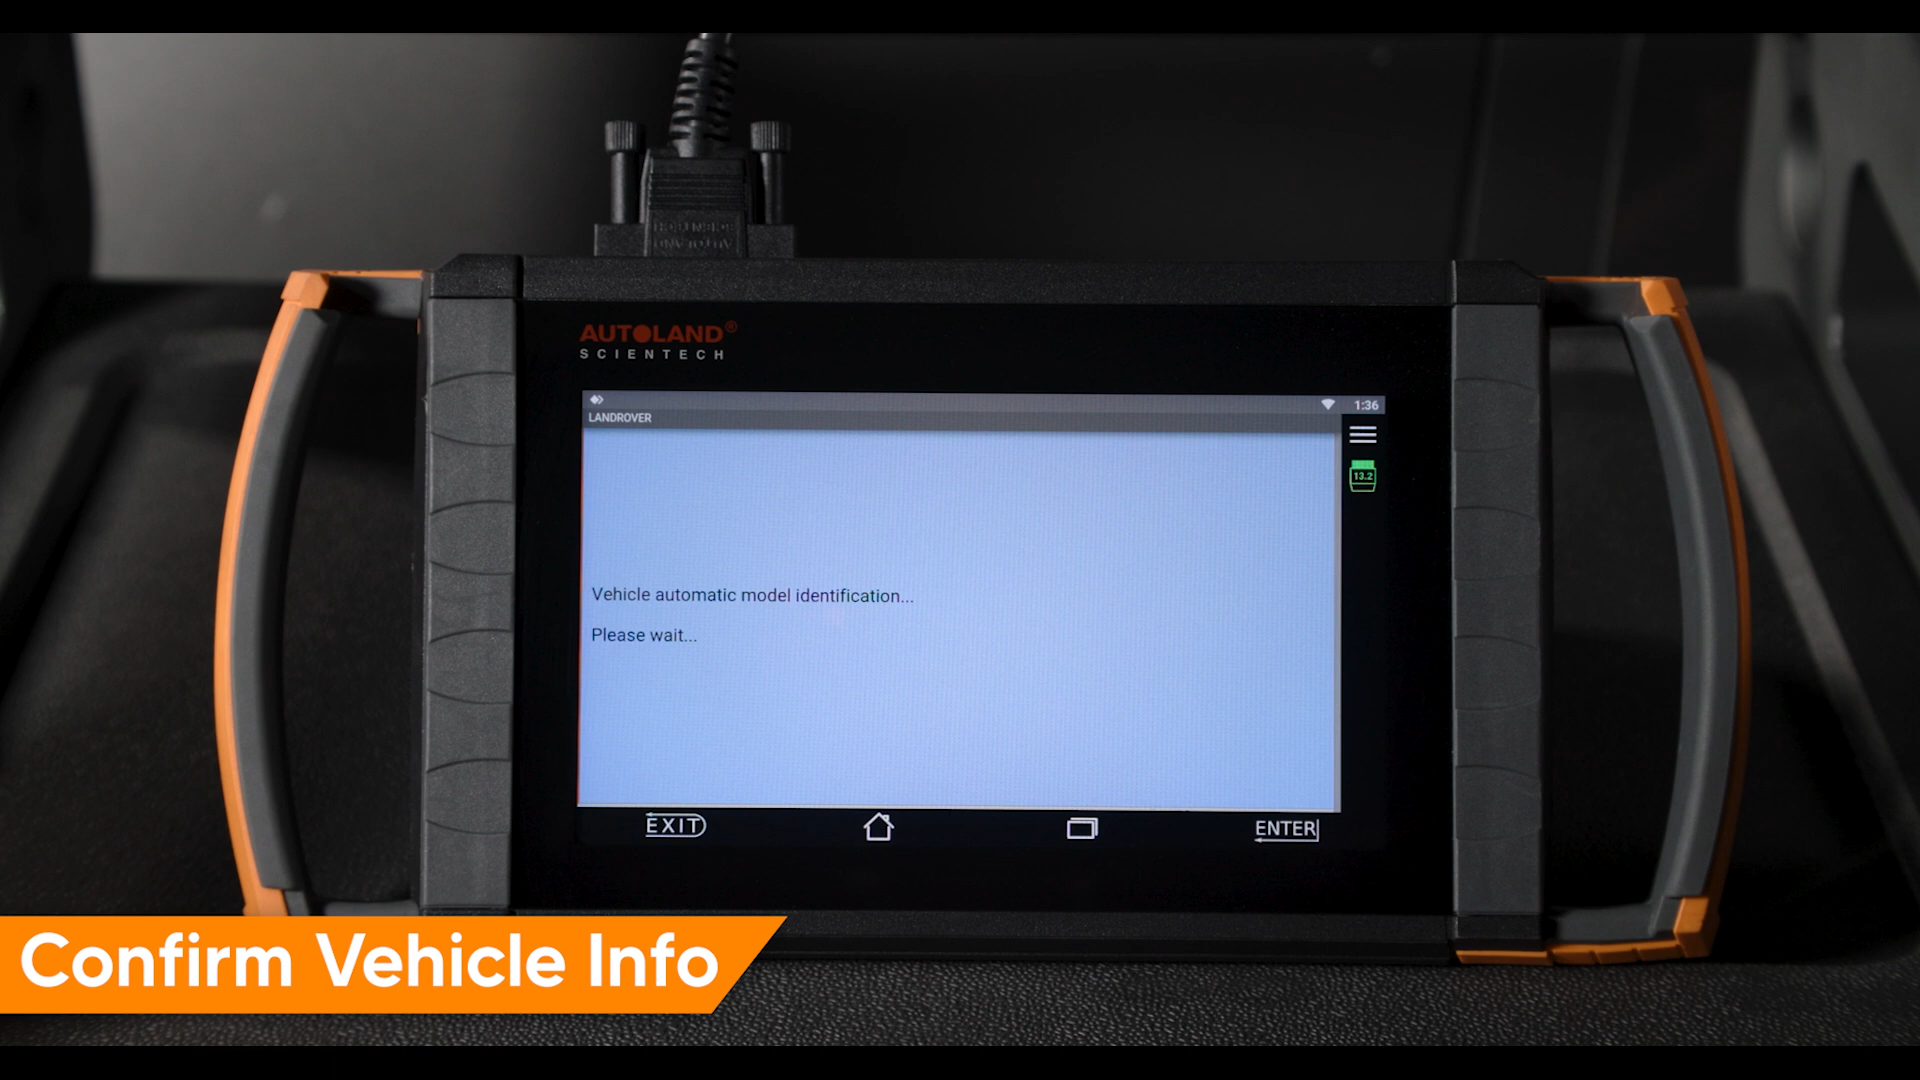 AUTOLAND®
SCIENTECH
1:36
LANDROVER
13.2
Vehicle automatic model identification...
Please wait...
EXIT
ENTER
Confirm Vehicle Info